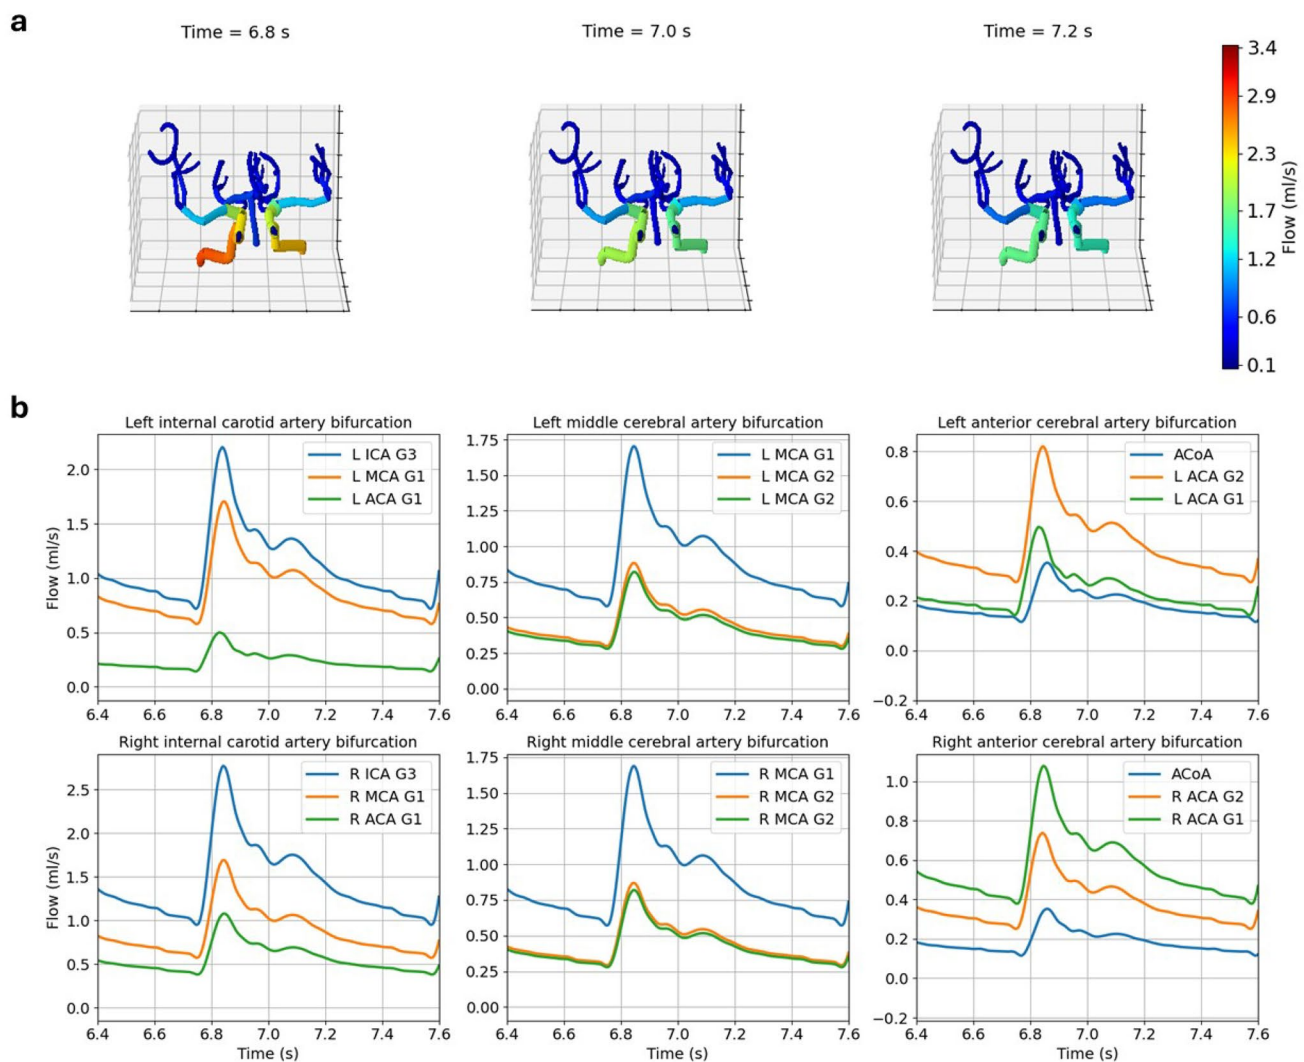 a
Time = 6.8 s
Time = 7.0 s
Time = 7.2 s
3.4
2.9
2.3
1.7
1.2
0.6
0.1
Flow (ml/s)
b
Left internal carotid artery bifurcation
L ICA G3
L MCA G1
L ACA G1
2.0
1.5
1.0
0.5
0.0
Flow (ml/s)
6.4 6.6 6.8 7.0 7.2 7.4 7.6
Left middle cerebral artery bifurcation
L MCA G1
L MCA G2
L MCA G2
1.75
1.50
1.25
1.00
0.75
0.50
0.25
0.00
6.4 6.6 6.8 7.0 7.2 7.4 7.6
Left anterior cerebral artery bifurcation
ACoA
L ACA G2
L ACA G1
0.8
0.6
0.4
0.2
0.0
−0.2
6.4 6.6 6.8 7.0 7.2 7.4 7.6
Right internal carotid artery bifurcation
R ICA G3
R MCA G1
R ACA G1
2.5
2.0
1.5
1.0
0.5
0.0
Flow (ml/s)
6.4 6.6 6.8 7.0 7.2 7.4 7.6
Time (s)
Right middle cerebral artery bifurcation
R MCA G1
R MCA G2
R MCA G2
1.75
1.50
1.25
1.00
0.75
0.50
0.25
0.00
6.4 6.6 6.8 7.0 7.2 7.4 7.6
Time (s)
Right anterior cerebral artery bifurcation
ACoA
R ACA G2
R ACA G1
1.0
0.8
0.6
0.4
0.2
0.0
−0.2
6.4 6.6 6.8 7.0 7.2 7.4 7.6
Time (s)